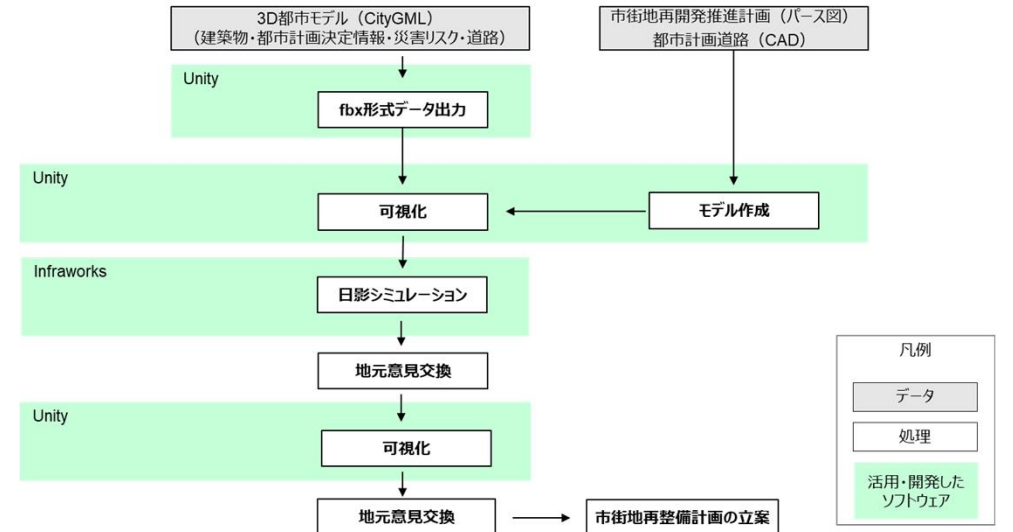 3D都市モデル（CityGML）
（建築物・都市計画決定情報・災害リスク・道路）
市街地再開発推進計画（パース図）
都市計画道路（CAD）
Unity
fbx形式データ出力
Unity
可視化
モデル作成
Infraworks
日影シミュレーション
地元意見交換
Unity
可視化
地元意見交換
市街地再整備計画の立案
凡例
データ
処理
活用・開発した
ソフトウェア